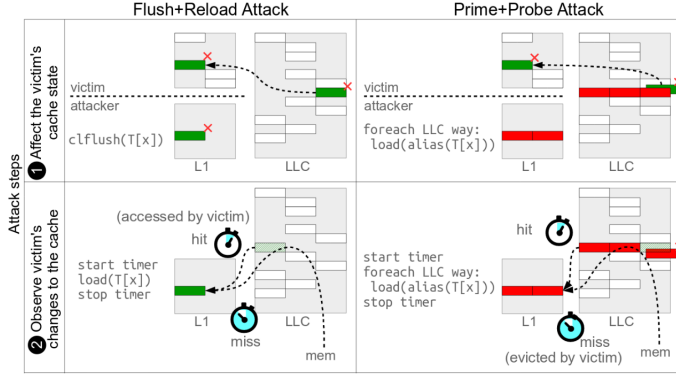 Flush+Reload Attack
Prime+Probe Attack
Attack steps
1 Affect the victim's
cache state
victim
attacker
clflush(T[x])
L1
LLC
victim
attacker
foreach LLC way:
load(alias(T[x]))
L1
LLC
2 Observe victim's
changes to the cache
(accessed by victim)
hit
start timer
load(T[x])
stop timer
L1
LLC
miss
mem
hit
start timer
foreach LLC way:
load(alias(T[x]))
stop timer
L1
LLC
miss
(evicted by victim)
mem